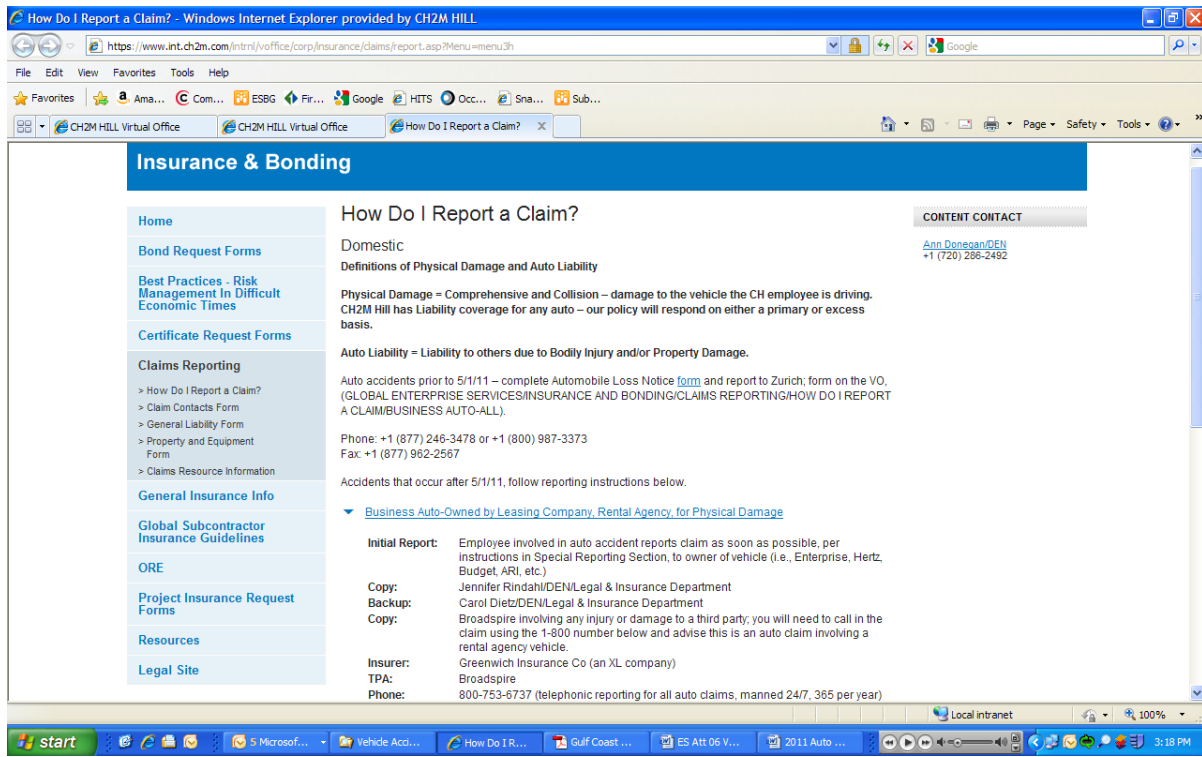 How Do I Report a Claim? - Windows Internet Explorer provided by CH2M HILL
https://www.int.ch2m.com/intrnl/voffice/corp/insurance/claims/report.asp?Menu=menu3h
Google
File Edit View Favorites Tools Help
Favorites Ama... Com... ESBG Fir... Google HITS Occ... Sna... Sub...
CH2M HILL Virtual Office CH2M HILL Virtual Office How Do I Report a Claim? X Page Safety Tools
Insurance & Bonding
Home
Bond Request Forms
Best Practices - Risk
Management In Difficult
Economic Times
Certificate Request Forms
Claims Reporting
> How Do I Report a Claim?
> Claim Contacts Form
> General Liability Form
> Property and Equipment
Form
> Claims Resource Information
General Insurance Info
Global Subcontractor
Insurance Guidelines
ORE
Project Insurance Request
Forms
Resources
Legal Site
How Do I Report a Claim?
Domestic
Definitions of Physical Damage and Auto Liability
Physical Damage = Comprehensive and Collision – damage to the vehicle the CH employee is driving.
CH2M Hill has Liability coverage for any auto – our policy will respond on either a primary or excess
basis.
Auto Liability = Liability to others due to Bodily Injury and/or Property Damage.
Auto accidents prior to 5/1/11 – complete Automobile Loss Notice form and report to Zurich; form on the VO,
(GLOBAL ENTERPRISE SERVICES/INSURANCE AND BONDING/CLAIMS REPORTING/HOW DO I REPORT
A CLAIM/BUSINESS AUTO-ALL).
Phone: +1 (877) 246-3478 or +1 (800) 987-3373
Fax: +1 (877) 962-2567
Accidents that occur after 5/1/11, follow reporting instructions below.
Business Auto-Owned by Leasing Company, Rental Agency, for Physical Damage
Initial Report: Employee involved in auto accident reports claim as soon as possible, per
instructions in Special Reporting Section, to owner of vehicle (i.e., Enterprise, Hertz,
Budget, ARI, etc.)
Copy: Jennifer Rindahl/DEN/Legal & Insurance Department
Backup: Carol Dietz/DEN/Legal & Insurance Department
Copy: Broadspire involving any injury or damage to a third party; you will need to call in the
claim using the 1-800 number below and advise this is an auto claim involving a
rental agency vehicle.
Insurer: Greenwich Insurance Co (an XL company)
TPA: Broadspire
Phone: 800-753-6737 (telephonic reporting for all auto claims, manned 24/7, 365 per year)
CONTENT CONTACT
Ann Donegan/DEN
+1 (720) 286-2492
Local intranet 100%
start 5 Microsof... Vehicle Acci... How Do I R... Gulf Coast ... ES Att 06 V... 2011 Auto ... 3:18 PM